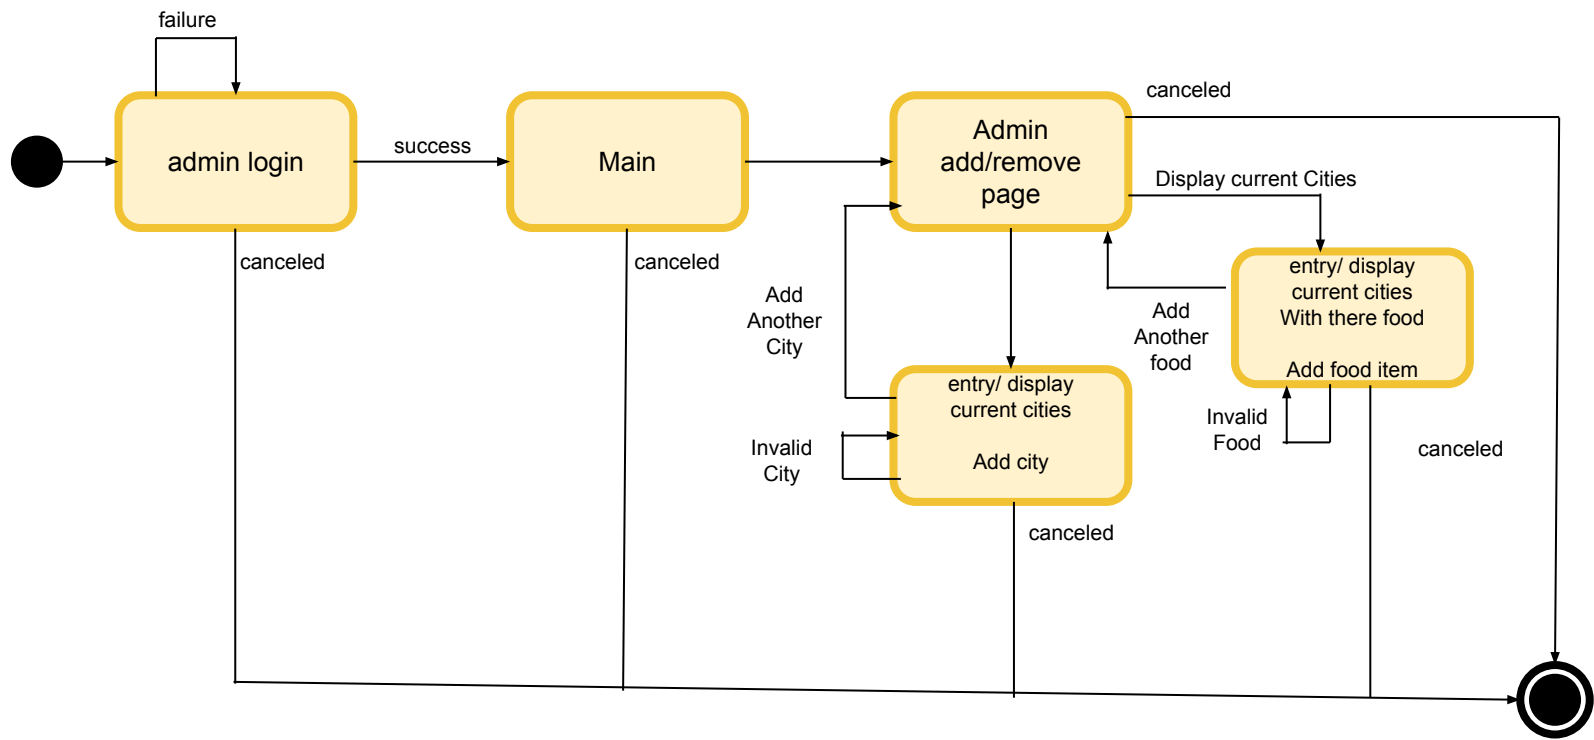 failure
admin login
success
Main
Admin
add/remove
page
canceled
Display current Cities
canceled
canceled
entry/ display
current cities
With there food
Add food item
Add
Another
City
Add
Another
food
entry/ display
current cities
Add city
Invalid
City
Invalid
Food
canceled
canceled